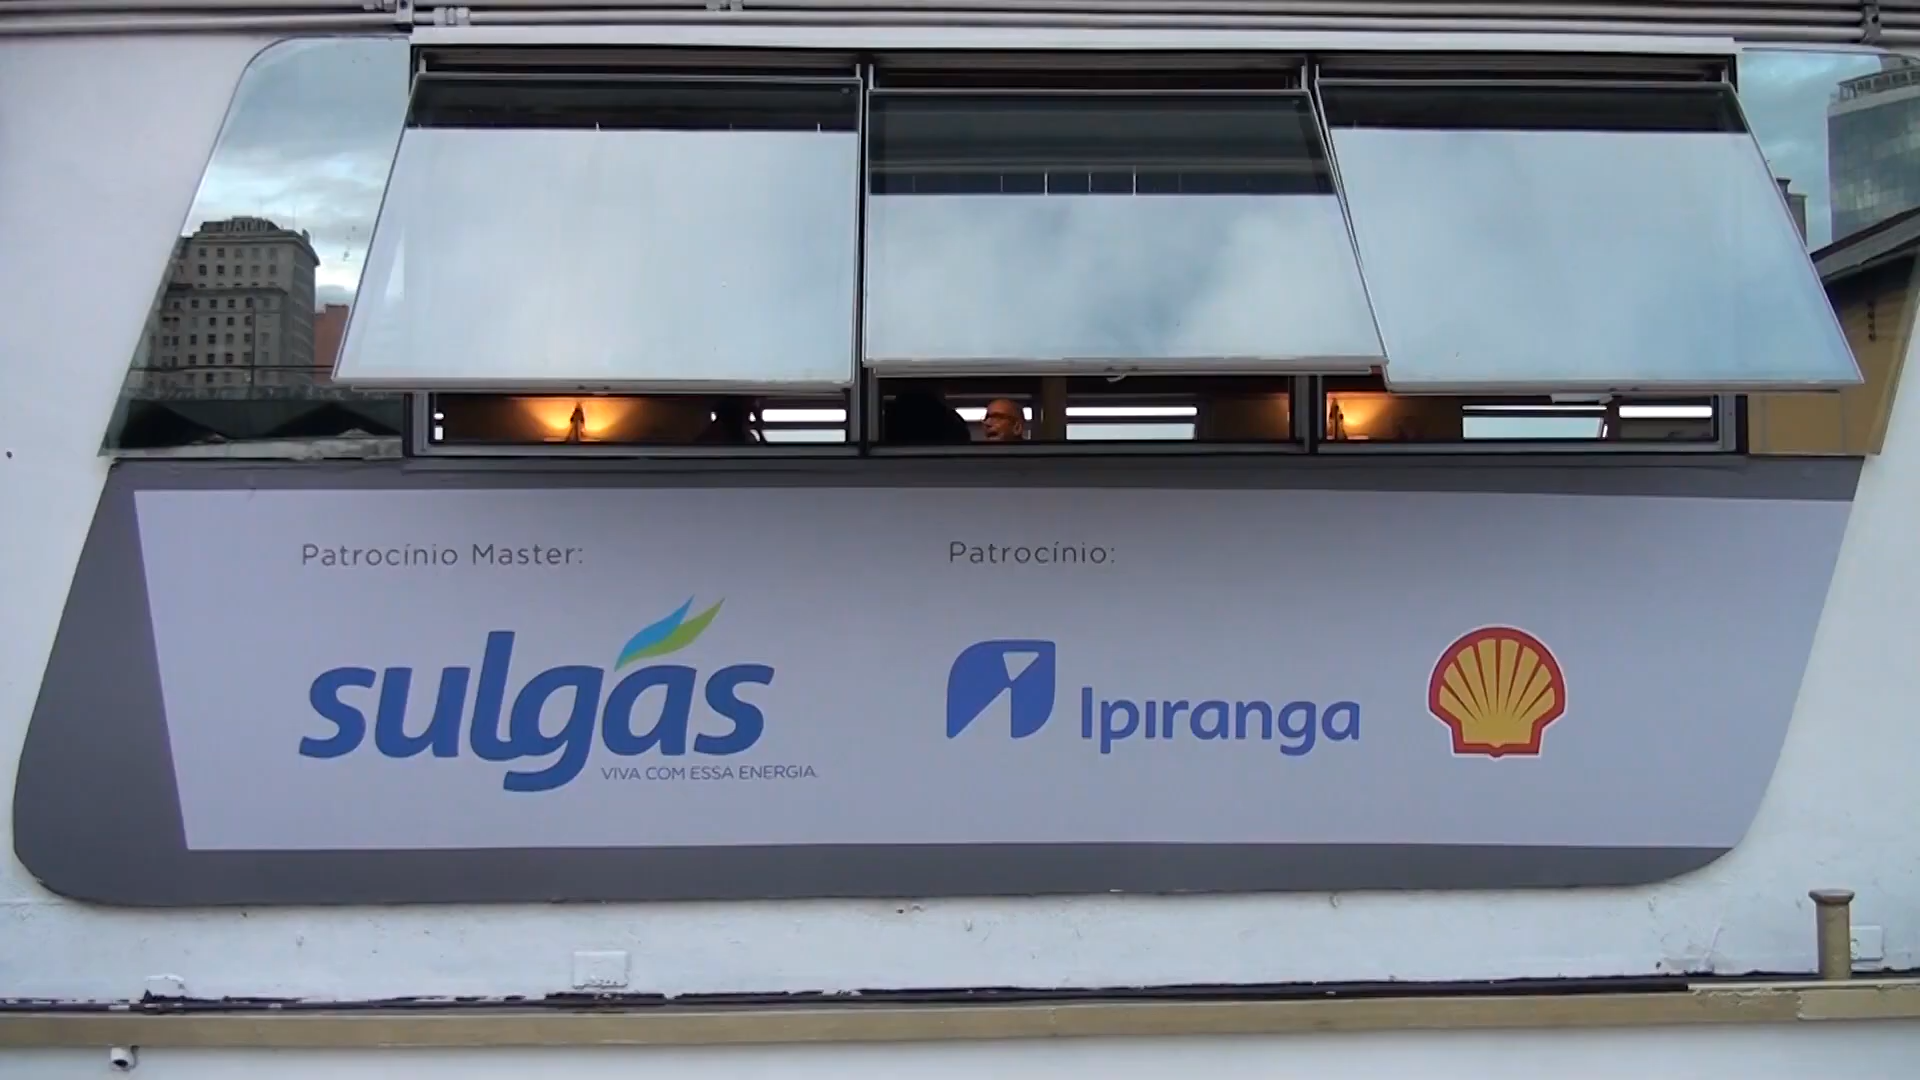 Patrocínio Master:
Patrocínio:
sulgás
VIVA COM ESSA ENERGIA.
Ipiranga